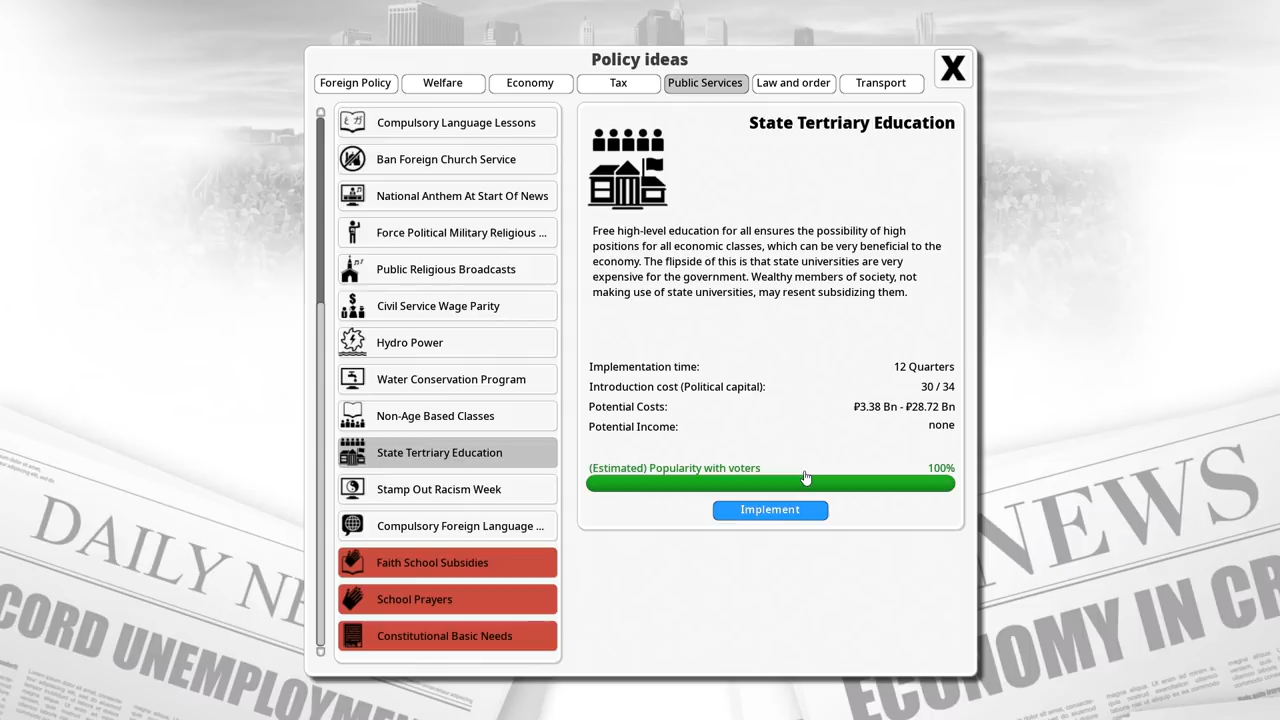 Policy ideas
X
Foreign Policy
Welfare
Economy
Tax
Public Services
Law and order
Transport
Compulsory Language Lessons
Ban Foreign Church Service
National Anthem At Start Of News
Force Political Military Religious ...
Public Religious Broadcasts
Civil Service Wage Parity
Hydro Power
Water Conservation Program
Non-Age Based Classes
State Tertriary Education
Stamp Out Racism Week
Compulsory Foreign Language ...
Faith School Subsidies
School Prayers
Constitutional Basic Needs
State Tertriary Education
Free high-level education for all ensures the possibility of high
positions for all economic classes, which can be very beneficial to the
economy. The flipside of this is that state universities are very
expensive for the government. Wealthy members of society, not
making use of state universities, may resent subsidizing them.
Implementation time: 12 Quarters
Introduction cost (Political capital): 30 / 34
Potential Costs: ₽3.38 Bn - ₽28.72 Bn
Potential Income: none
(Estimated) Popularity with voters 100%
Implement
DAILY NE
CORD UNEMPLOYM
NEWS
ECONOMY IN CR